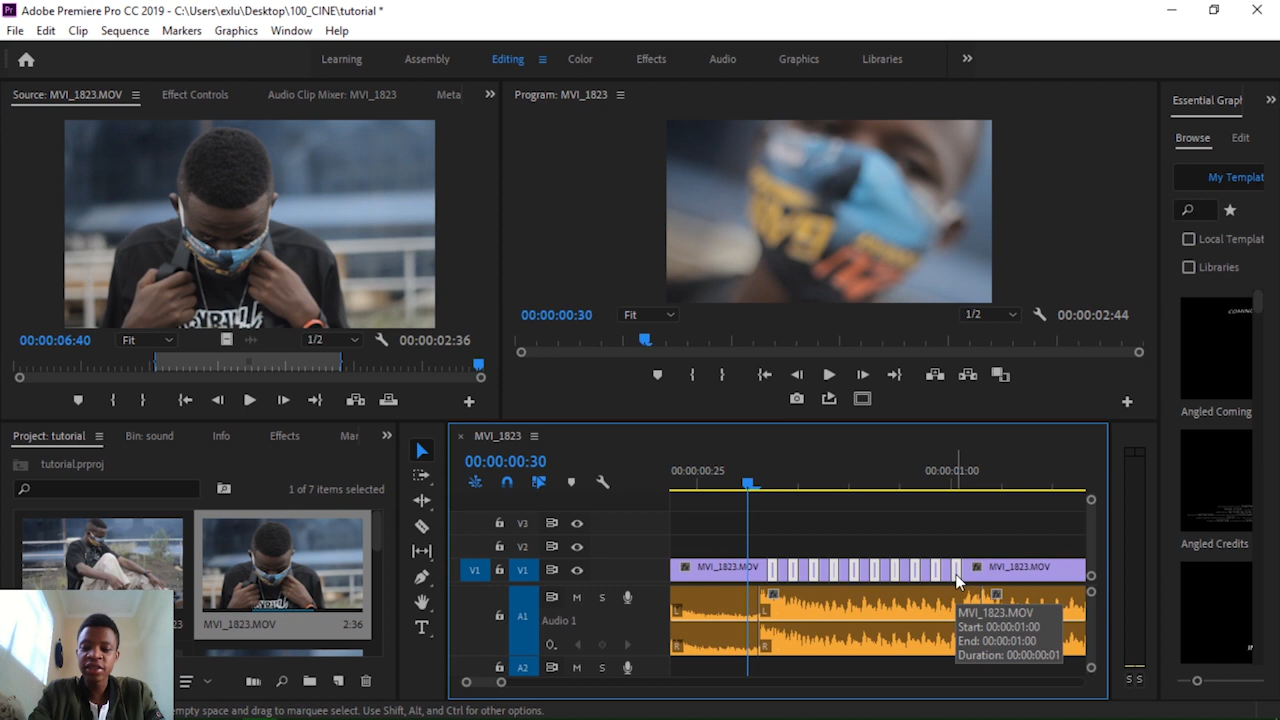 Pr Adobe Premiere Pro CC 2019 - C:\Users\exlu\Desktop\100_CINE\tutorial *
File Edit Clip Sequence Markers Graphics Window Help
Learning Assembly Editing Color Effects Audio Graphics Libraries
Source: MVI_1823.MOV Effect Controls Audio Clip Mixer: MVI_1823 Meta
Program: MVI_1823
Essential Graph
Browse Edit
My Templat
Local Templat
Libraries
00:00:06:40 Fit 1/2 00:00:02:36
00:00:00:30 Fit 1/2 00:00:02:44
COMING
Angled Coming
Angled Credits
Project: tutorial Bin: sound Info Effects Mar
tutorial.prproj
1 of 7 items selected
MVI_1823.MOV 2:36
MVI_1823
00:00:00:30
00:00:00:25 00:00:01:00
V3
V2
V1 V1 MVI_1823.MOV MVI_1823.MOV
A1 M S L L
Audio 1
R R
A2 M S
MVI_1823.MOV
Start: 00:00:01:00
End: 00:00:01:00
Duration: 00:00:00:01
T
S S
empty space and drag to marquee select. Use Shift, Alt, and Ctrl for other options.